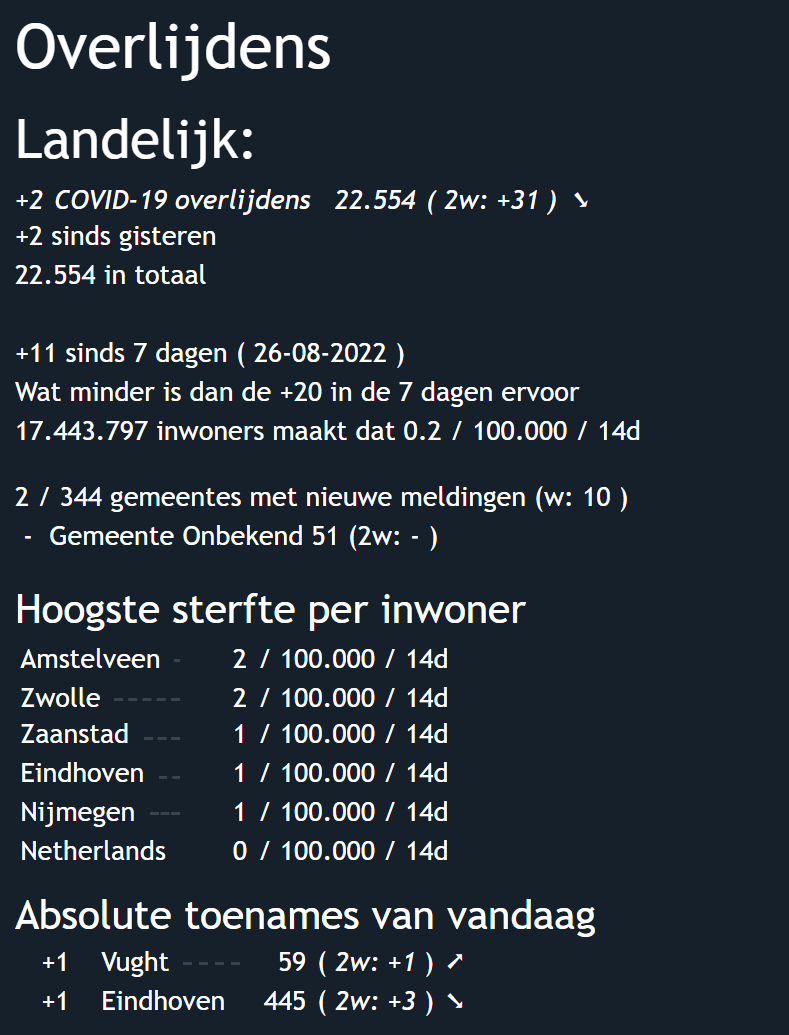 Overlijdens
Landelijk:
+2 COVID-19 overlijdens 22.554 ( 2w: +31 ) ➘
+2 sinds gisteren
22.554 in totaal
+11 sinds 7 dagen ( 26-08-2022 )
Wat minder is dan de +20 in de 7 dagen ervoor
17.443.797 inwoners maakt dat 0.2 / 100.000 / 14d
2 / 344 gemeentes met nieuwe meldingen (w: 10 )
- Gemeente Onbekend 51 (2w: - )
Hoogste sterfte per inwoner
Amstelveen - 2 / 100.000 / 14d
Zwolle ----- 2 / 100.000 / 14d
Zaanstad --- 1 / 100.000 / 14d
Eindhoven -- 1 / 100.000 / 14d
Nijmegen --- 1 / 100.000 / 14d
Netherlands 0 / 100.000 / 14d
Absolute toenames van vandaag
+1 Vught ---- 59 ( 2w: +1 ) ➚
+1 Eindhoven 445 ( 2w: +3 ) ➘